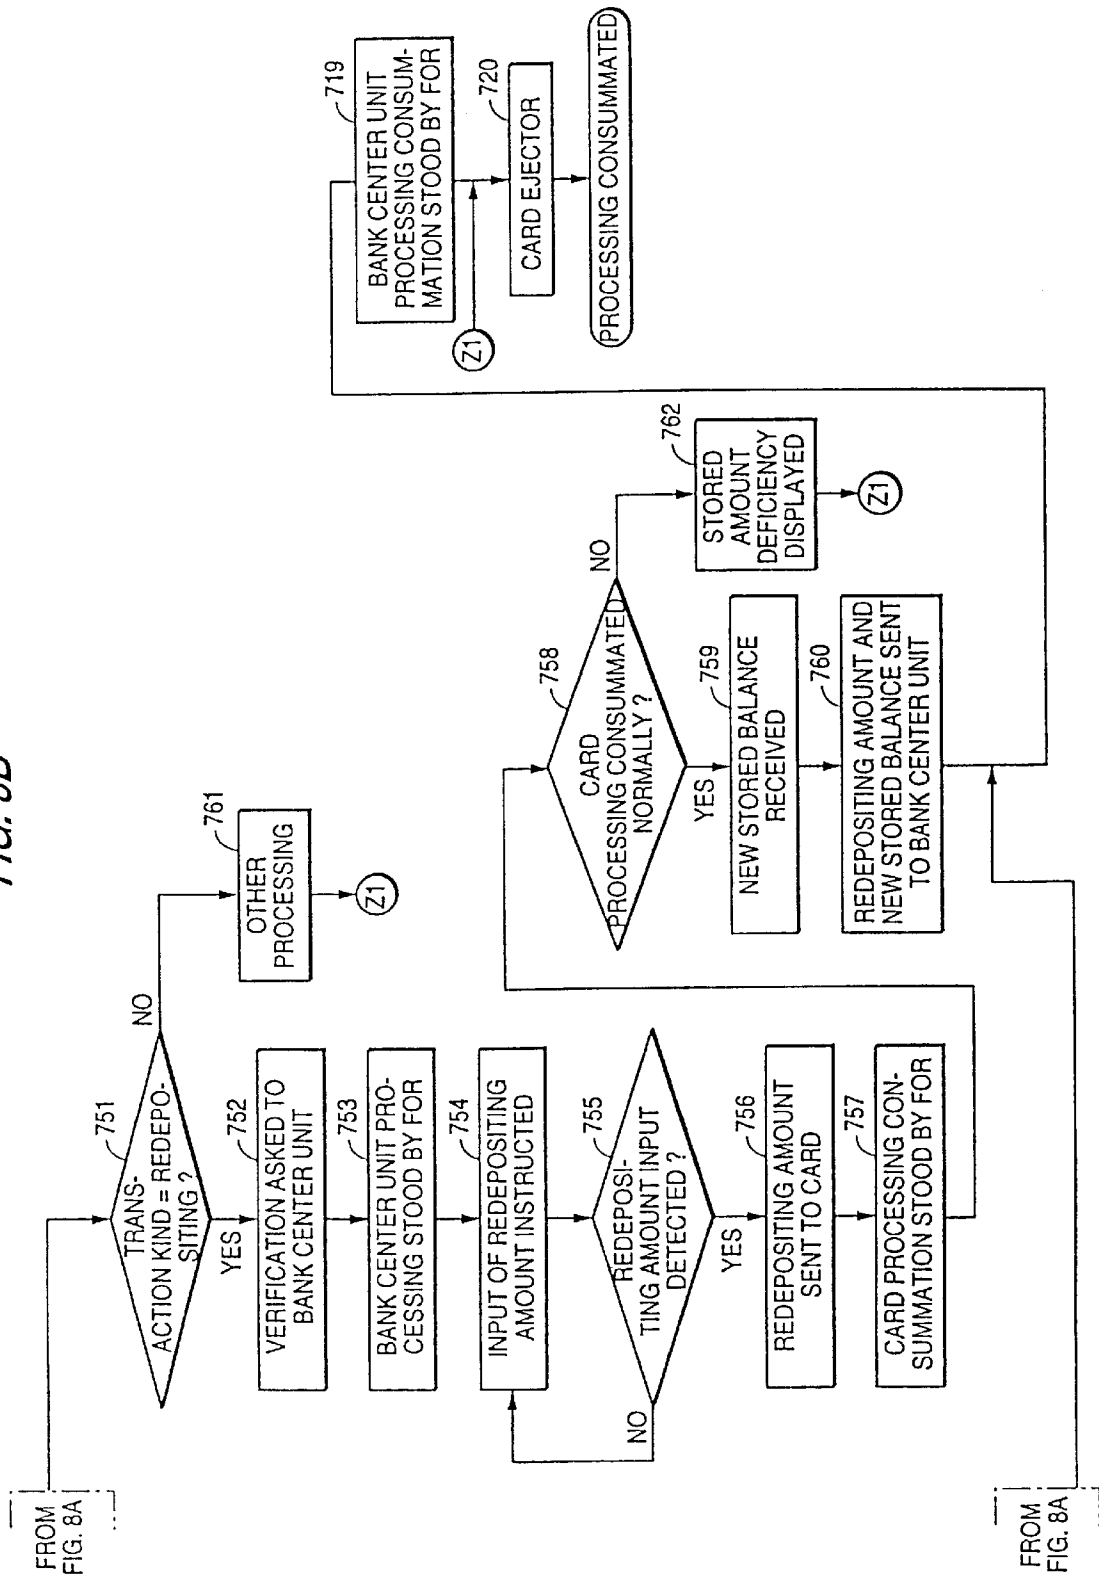 FROM
FIG. 8A
TRANS-
ACTION KIND = REDEPO-
SITING ?
751
NO
YES
OTHER
PROCESSING
761
Z1
VERIFICATION ASKED TO
BANK CENTER UNIT
752
BANK CENTER UNIT PRO-
CESSING STOOD BY FOR
753
INPUT OF REDEPOSITING
AMOUNT INSTRUCTED
754
REDEPOSI-
TING AMOUNT INPUT
DETECTED ?
755
NO
YES
REDEPOSITING AMOUNT
SENT TO CARD
756
CARD PROCESSING CON-
SUMMATION STOOD BY FOR
757
CARD
PROCESSING CONSUMMATED
NORMALLY ?
758
NO
YES
STORED
AMOUNT
DEFICIENCY
DISPLAYED
762
Z1
NEW STORED BALANCE
RECEIVED
759
REDEPOSITING AMOUNT AND
NEW STORED BALANCE SENT
TO BANK CENTER UNIT
760
FROM
FIG. 8A
BANK CENTER UNIT
PROCESSING CONSUM-
MATION STOOD BY FOR
719
Z1
CARD EJECTOR
720
PROCESSING CONSUMMATED